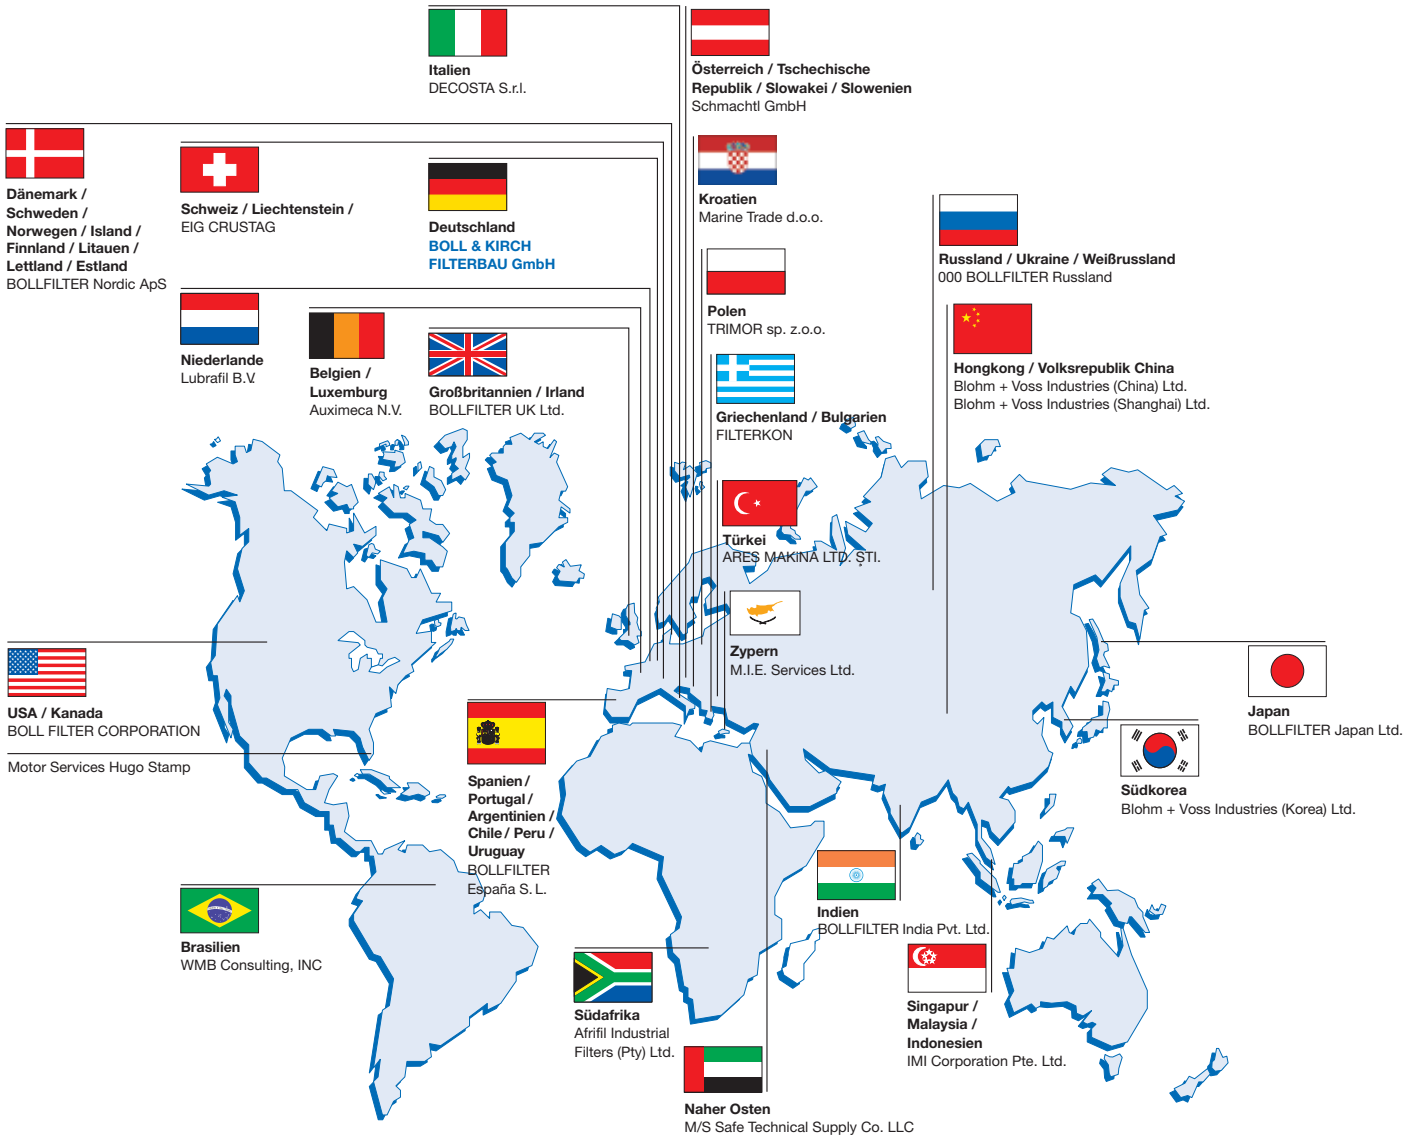 Italien
DECOSTA S.r.l.
Österreich / Tschechische
Republik / Slowakei / Slowenien
Schmachtl GmbH
Dänemark /
Schweden /
Norwegen / Island /
Finnland / Litauen /
Lettland / Estland
BOLLFILTER Nordic ApS
Schweiz / Liechtenstein /
EIG CRUSTAG
Deutschland
BOLL & KIRCH
FILTERBAU GmbH
Kroatien
Marine Trade d.o.o.
Russland / Ukraine / Weißrussland
000 BOLLFILTER Russland
Polen
TRIMOR sp. z.o.o.
Niederlande
Lubrafil B.V.
Belgien /
Luxemburg
Auximeca N.V.
Großbritannien / Irland
BOLLFILTER UK Ltd.
Hongkong / Volksrepublik China
Blohm + Voss Industries (China) Ltd.
Blohm + Voss Industries (Shanghai) Ltd.
Griechenland / Bulgarien
FILTERKON
Türkei
ARES MAKINA LTD. ŞTI.
Zypern
M.I.E. Services Ltd.
USA / Kanada
BOLL FILTER CORPORATION
Motor Services Hugo Stamp
Japan
BOLLFILTER Japan Ltd.
Südkorea
Blohm + Voss Industries (Korea) Ltd.
Spanien /
Portugal /
Argentinien /
Chile / Peru /
Uruguay
BOLLFILTER
España S. L.
Indien
BOLLFILTER India Pvt. Ltd.
Brasilien
WMB Consulting, INC
Südafrika
Afrifil Industrial
Filters (Pty) Ltd.
Singapur /
Malaysia /
Indonesien
IMI Corporation Pte. Ltd.
Naher Osten
M/S Safe Technical Supply Co. LLC